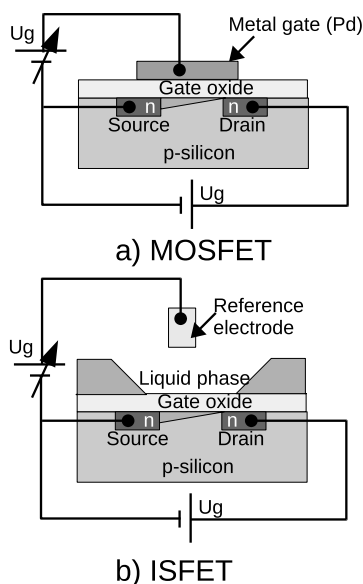 Ug
Metal gate (Pd)
Gate oxide
n
n
Source
Drain
p-silicon
Ug
a) MOSFET
Reference
electrode
Ug
Liquid phase
Gate oxide
n
n
Source
Drain
p-silicon
Ug
b) ISFET